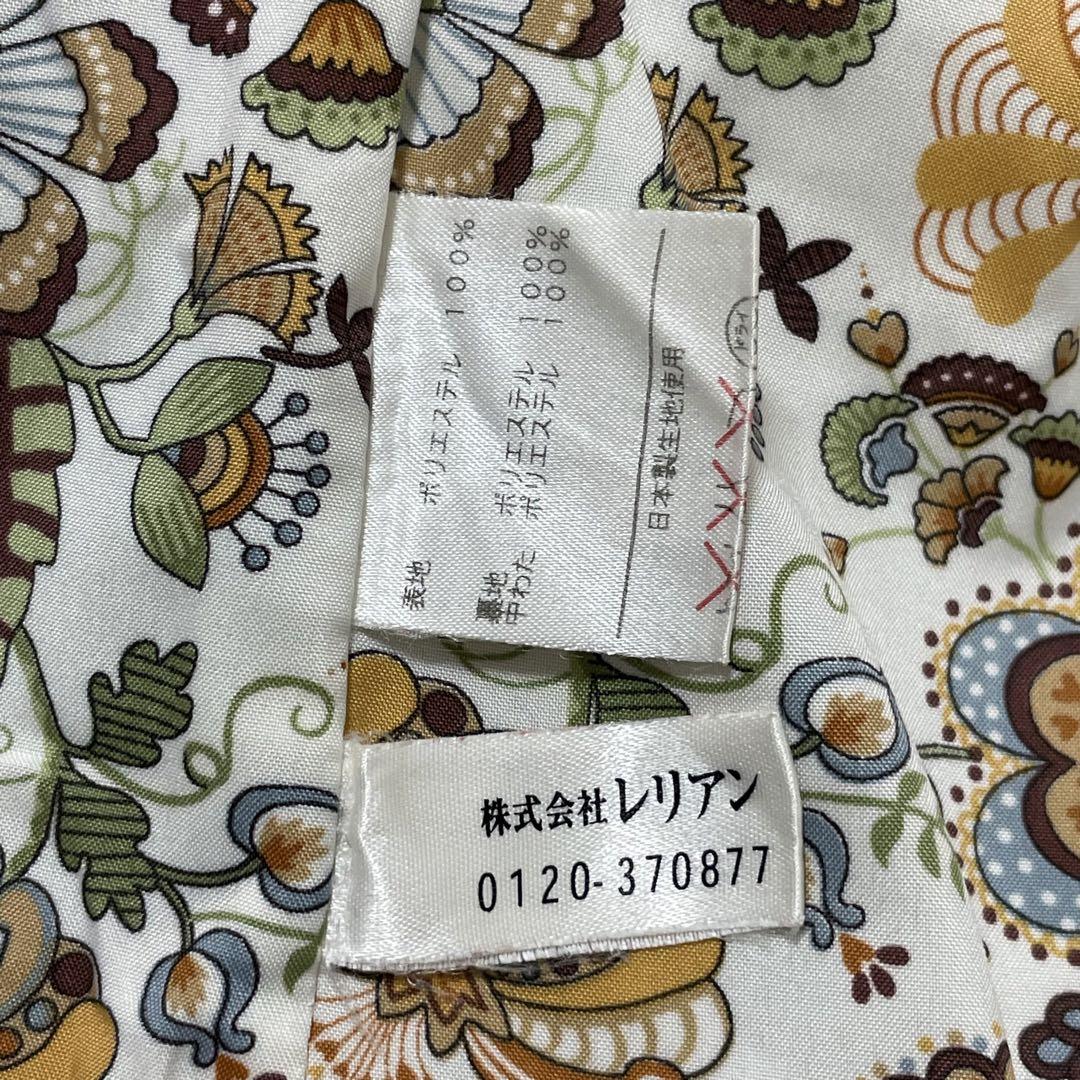 表地 ポリエステル 100%
裏地 ポリエステル 100%
中わた ポリエステル 100%
日本製生地使用
ドライ
株式会社 レリアン
0120-370877